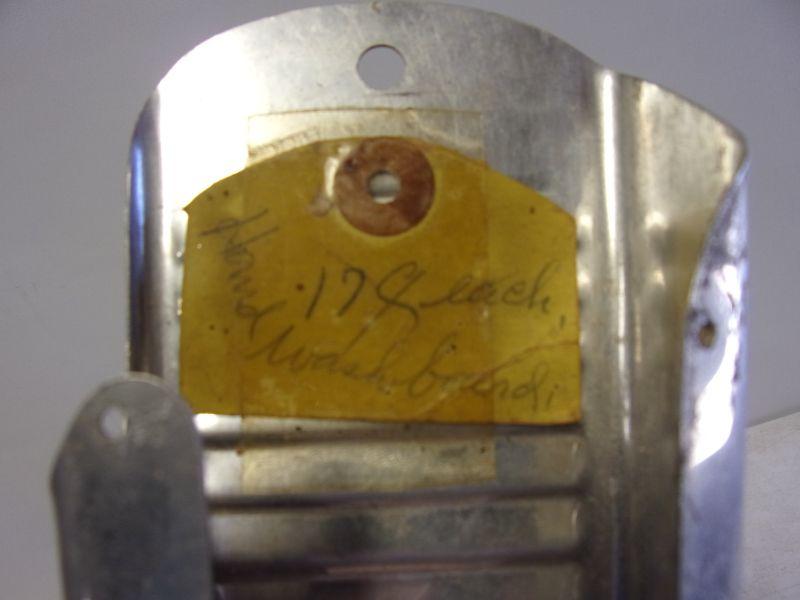 Hand
.17¢ each,
Wash board,